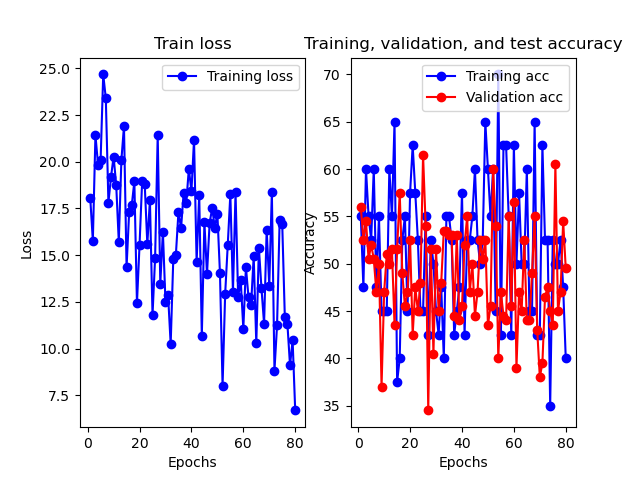 Train loss
Training, validation, and test accuracy
Training loss
Training acc
Validation acc
25.0
22.5
20.0
17.5
15.0
12.5
10.0
7.5
Loss
0
20
40
60
80
Epochs
70
65
60
55
50
45
40
35
Accuracy
0
20
40
60
80
Epochs